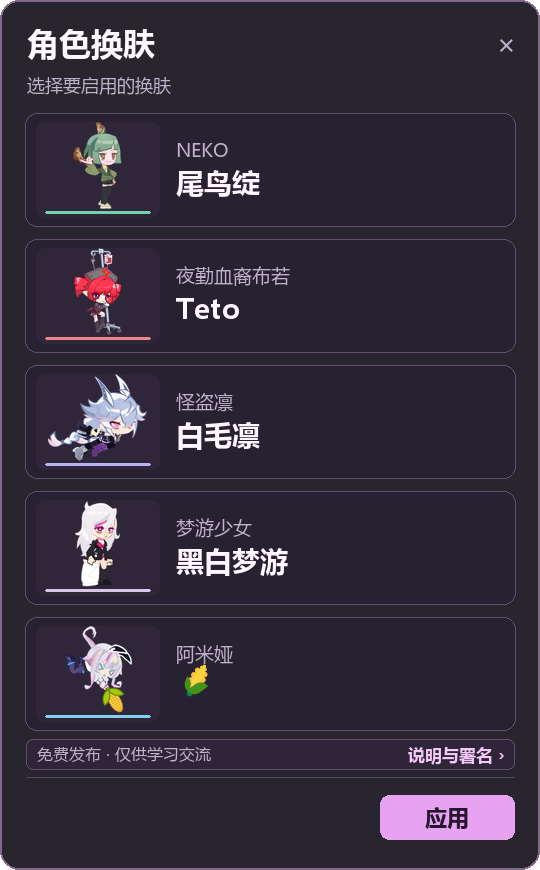 角色换肤
×
选择要启用的换肤
NEKO
尾鸟绽
夜勤血裔布若
Teto
怪盗凛
白毛凛
梦游少女
黑白梦游
阿米娅
🌽
免费发布 · 仅供学习交流
说明与署名 ›
应用